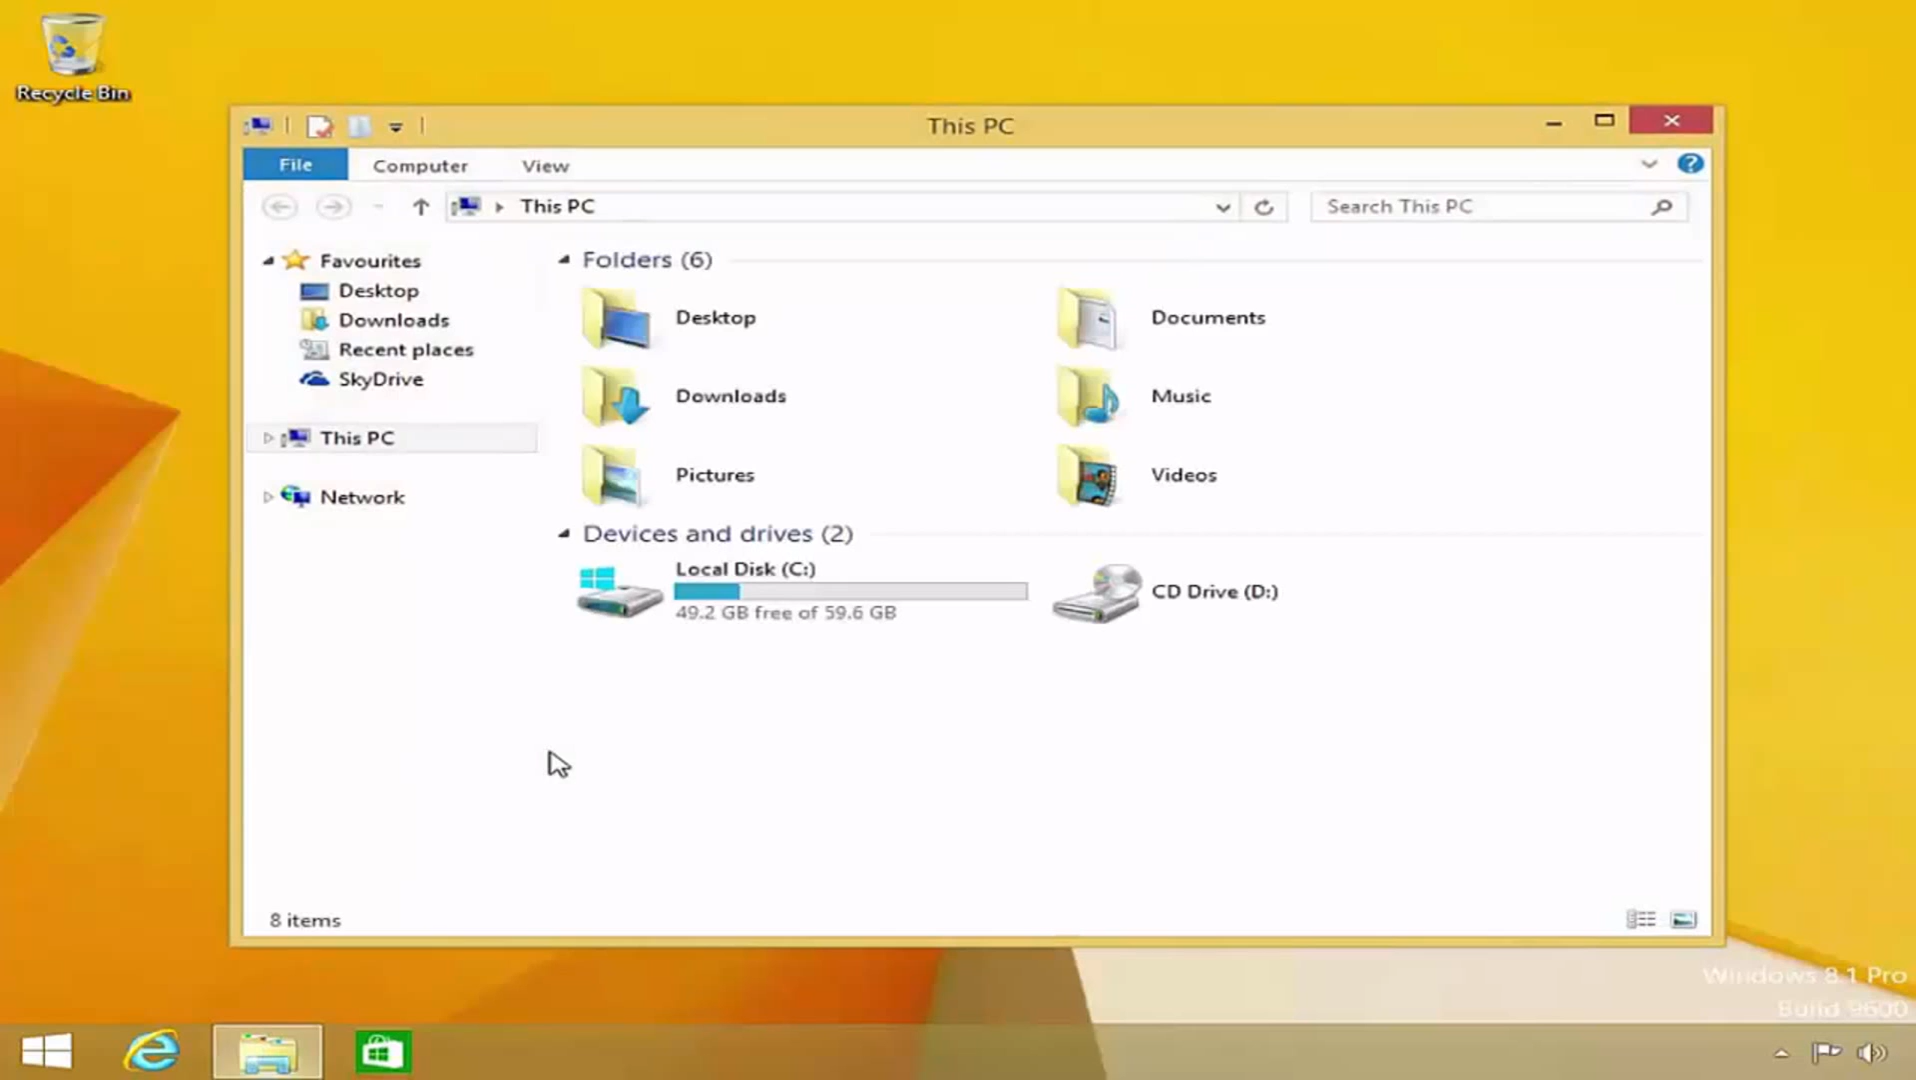 Recycle Bin
This PC
File Computer View
This PC
Search This PC
Favourites
Desktop
Downloads
Recent places
SkyDrive
This PC
Network
Folders (6)
Desktop
Documents
Downloads
Music
Pictures
Videos
Devices and drives (2)
Local Disk (C:)
49.2 GB free of 59.6 GB
CD Drive (D:)
8 items
Windows 8.1 Pro
Build 9600